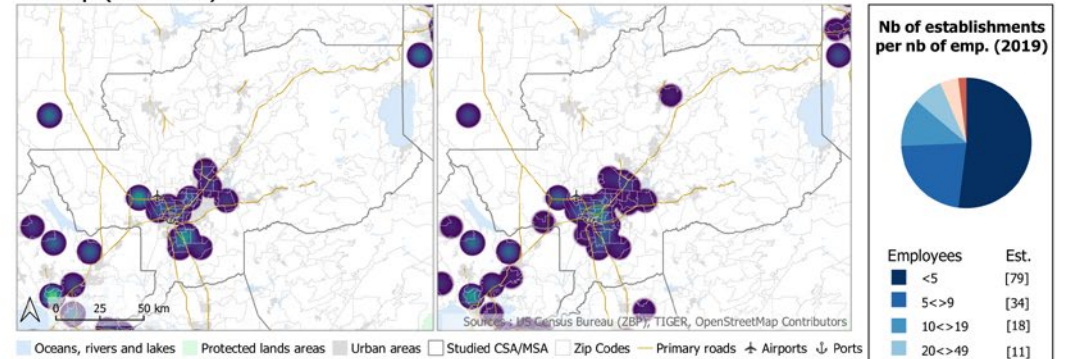 0 25 50 km
Sources : US Census Bureau (ZBP), TIGER, OpenStreetMap Contributors
Oceans, rivers and lakes Protected lands areas Urban areas Studied CSA/MSA Zip Codes Primary roads Airports Ports
Nb of establishments
per nb of emp. (2019)
Employees Est.
<5 [79]
5<>9 [34]
10<>19 [18]
20<>49 [11]